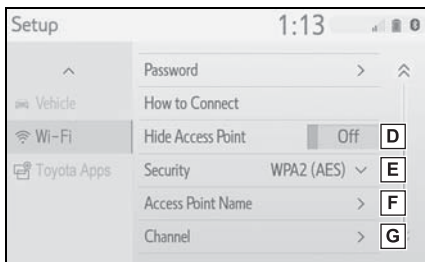 Setup
1:13
0
Password
Vehicle
How to Connect
Wi-Fi
Hide Access Point Off D
Toyota Apps
Security WPA2 (AES) E
Access Point Name F
Channel G